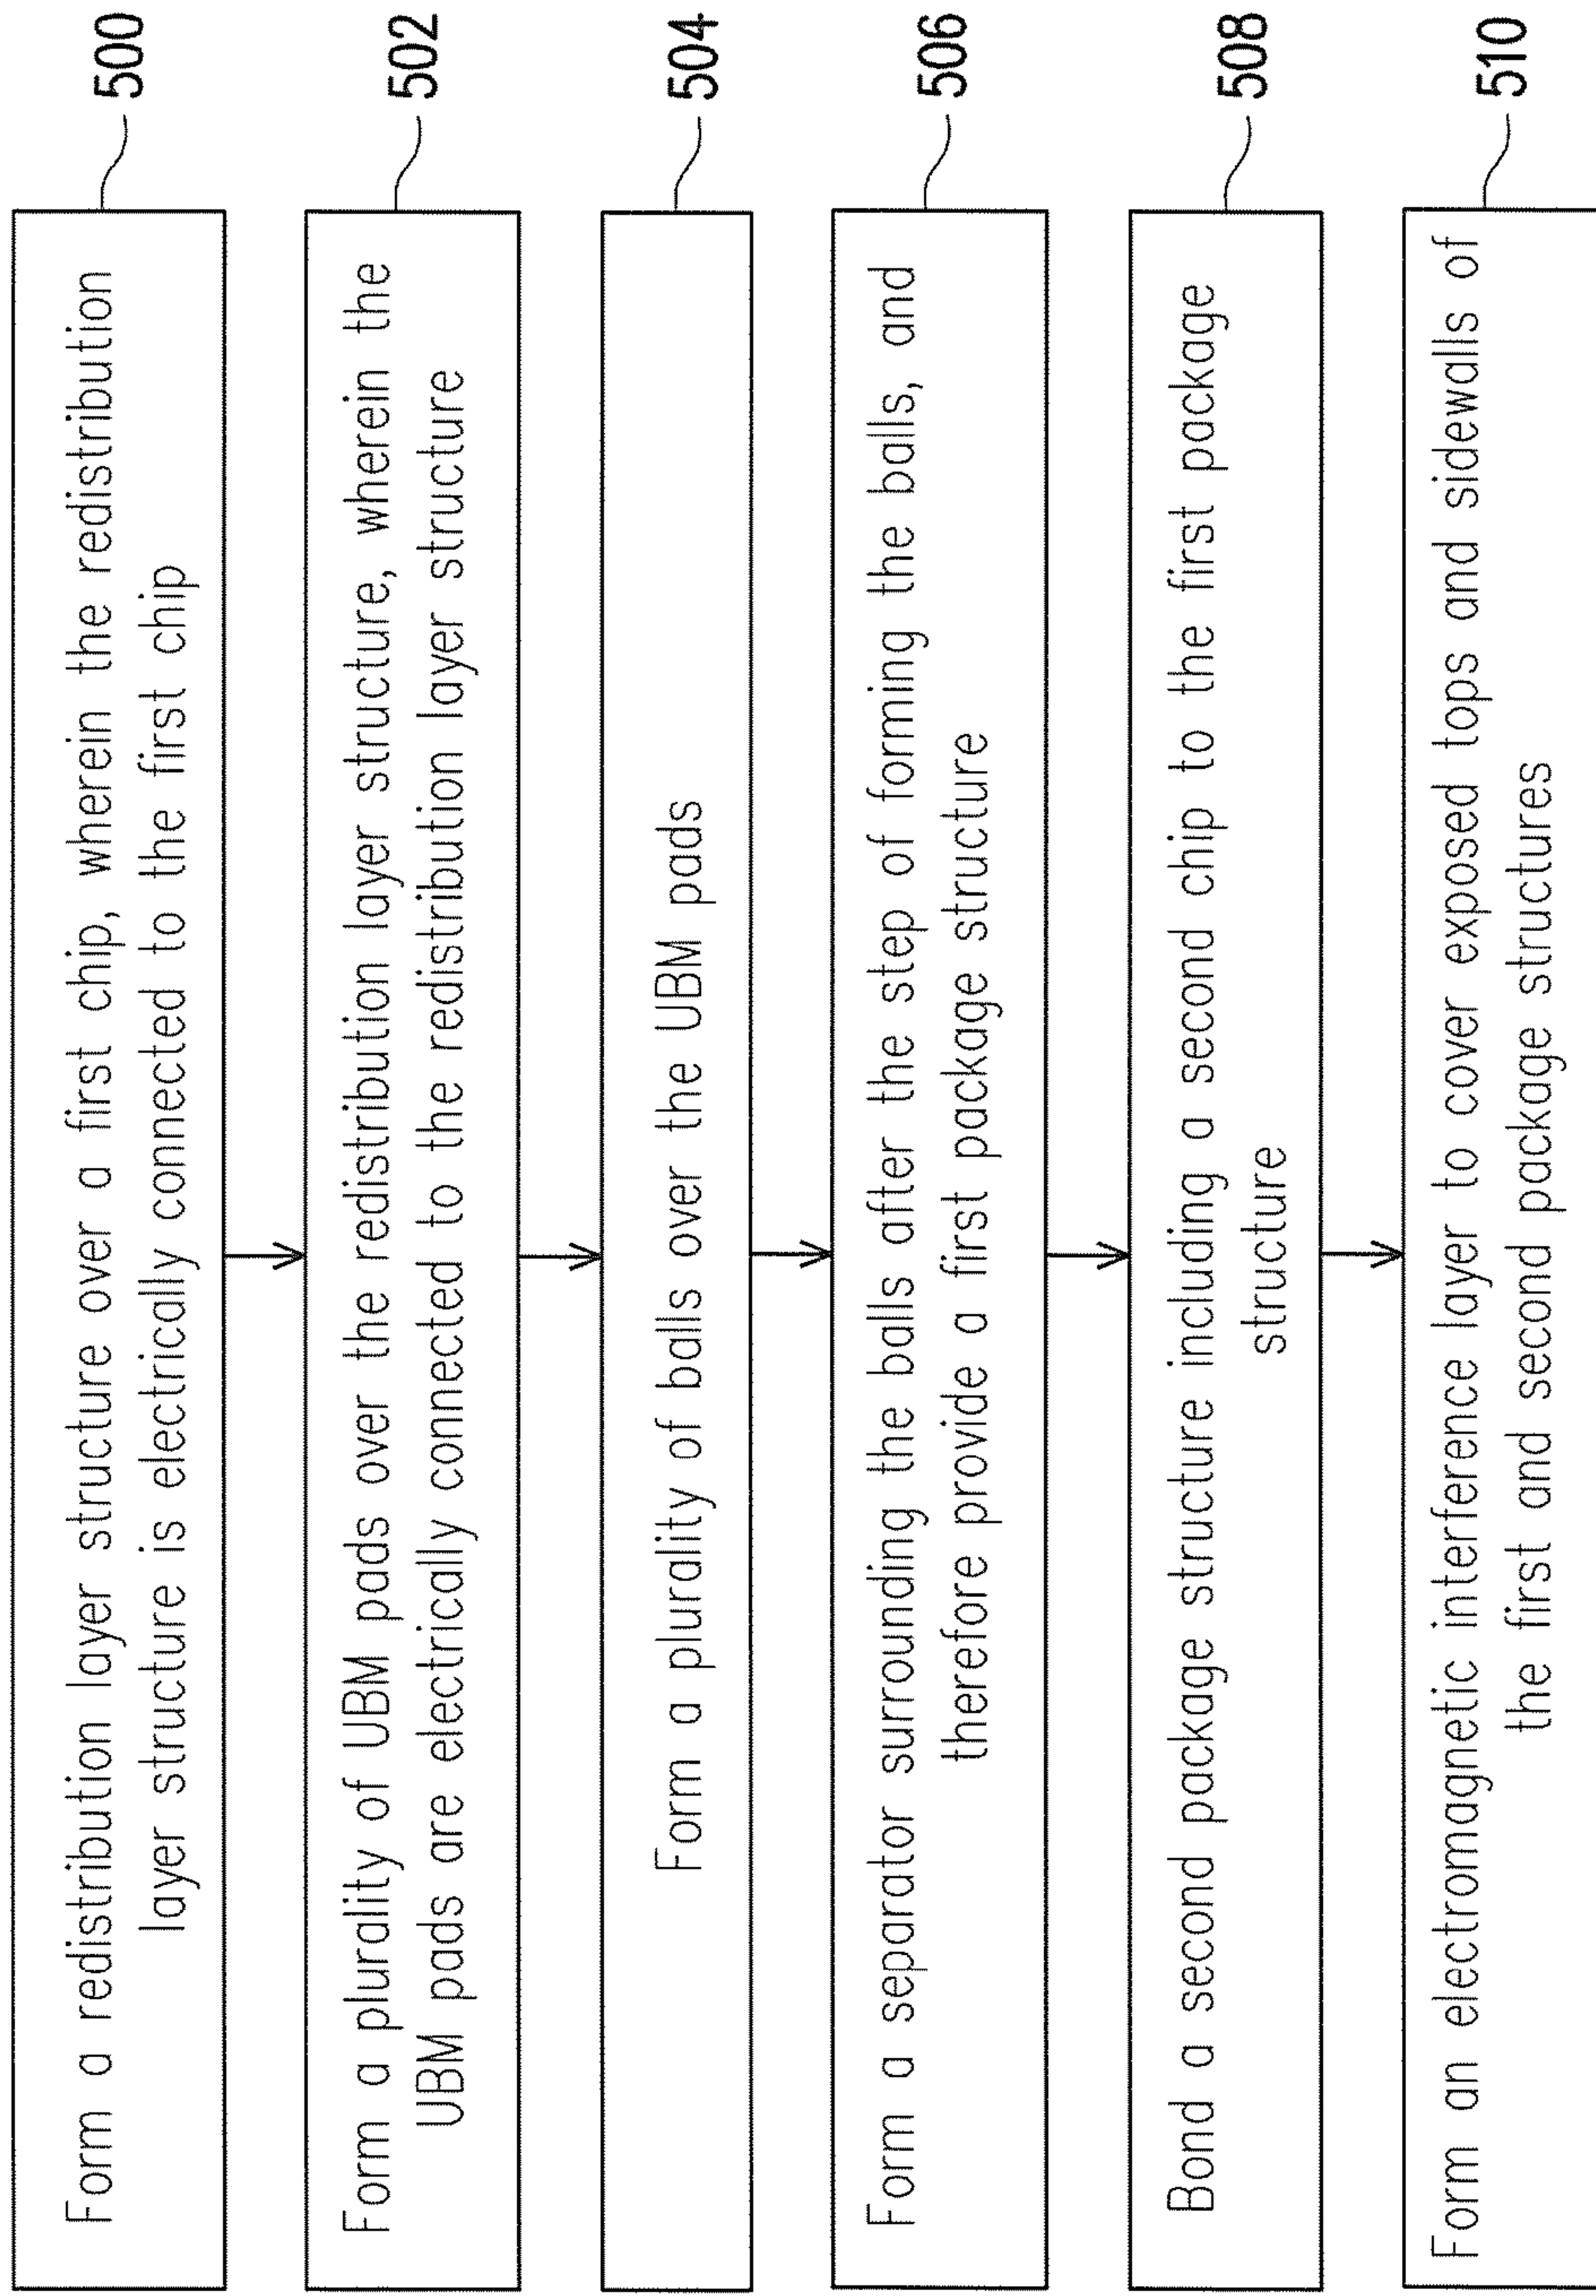 Form a redistribution layer structure over a first chip, wherein the redistribution
layer structure is electrically connected to the first chip
500
Form a plurality of UBM pads over the redistribution layer structure, wherein the
UBM pads are electrically connected to the redistribution layer structure
502
Form a plurality of balls over the UBM pads
504
Form a separator surrounding the balls after the step of forming the balls, and
therefore provide a first package structure
506
Bond a second package structure including a second chip to the first package
structure
508
Form an electromagnetic interference layer to cover exposed tops and sidewalls of
the first and second package structures
510